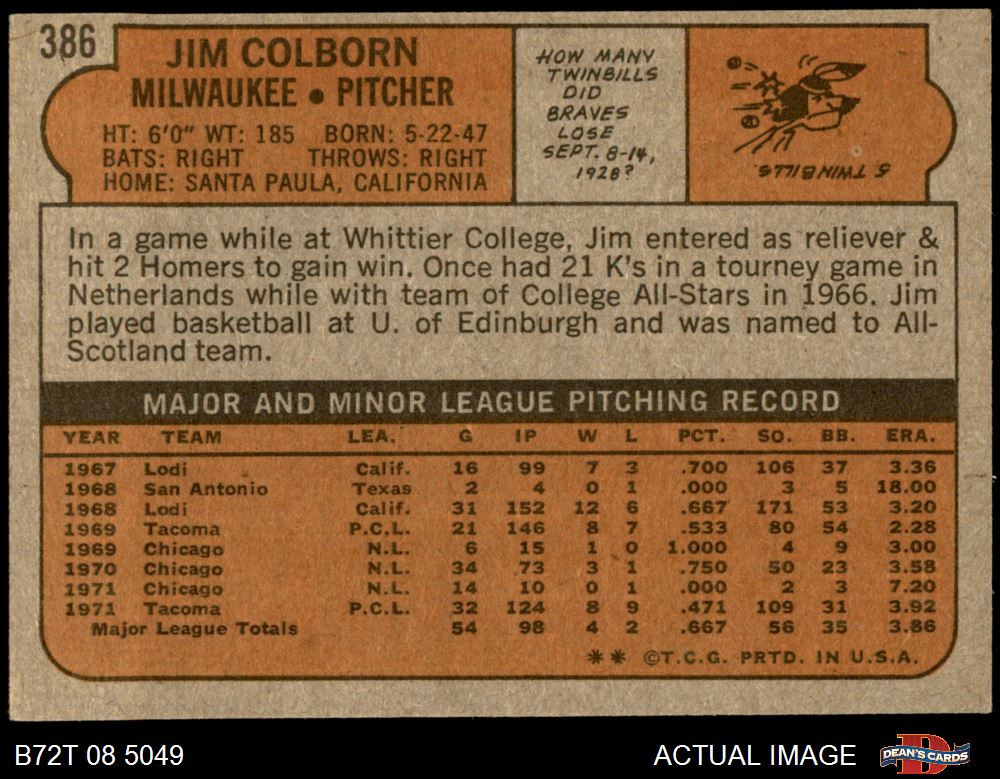 386
JIM COLBORN
MILWAUKEE • PITCHER
HT: 6'0" WT: 185 BORN: 5-22-47
BATS: RIGHT THROWS: RIGHT
HOME: SANTA PAULA, CALIFORNIA
HOW MANY
TWINBILLS
DID
BRAVES
LOSE
SEPT. 8-14,
1928?
5 TWINBILLS
In a game while at Whittier College, Jim entered as reliever &
hit 2 Homers to gain win. Once had 21 K's in a tourney game in
Netherlands while with team of College All-Stars in 1966. Jim
played basketball at U. of Edinburgh and was named to All-
Scotland team.
MAJOR AND MINOR LEAGUE PITCHING RECORD
YEAR TEAM LEA. G IP W L PCT. SO. BB. ERA.
1967 Lodi Calif. 16 99 7 3 .700 106 37 3.36
1968 San Antonio Texas 2 4 0 1 .000 3 5 18.00
1968 Lodi Calif. 31 152 12 6 .667 171 53 3.20
1969 Tacoma P.C.L. 21 146 8 7 .533 80 54 2.28
1969 Chicago N.L. 6 15 1 0 1.000 4 9 3.00
1970 Chicago N.L. 34 73 3 1 .750 50 23 3.58
1971 Chicago N.L. 14 10 0 1 .000 2 3 7.20
1971 Tacoma P.C.L. 32 124 8 9 .471 109 31 3.92
Major League Totals 54 98 4 2 .667 56 35 3.86
** ©T.C.G. PRTD. IN U.S.A.
B72T 08 5049 ACTUAL IMAGE DEAN'S CARDS